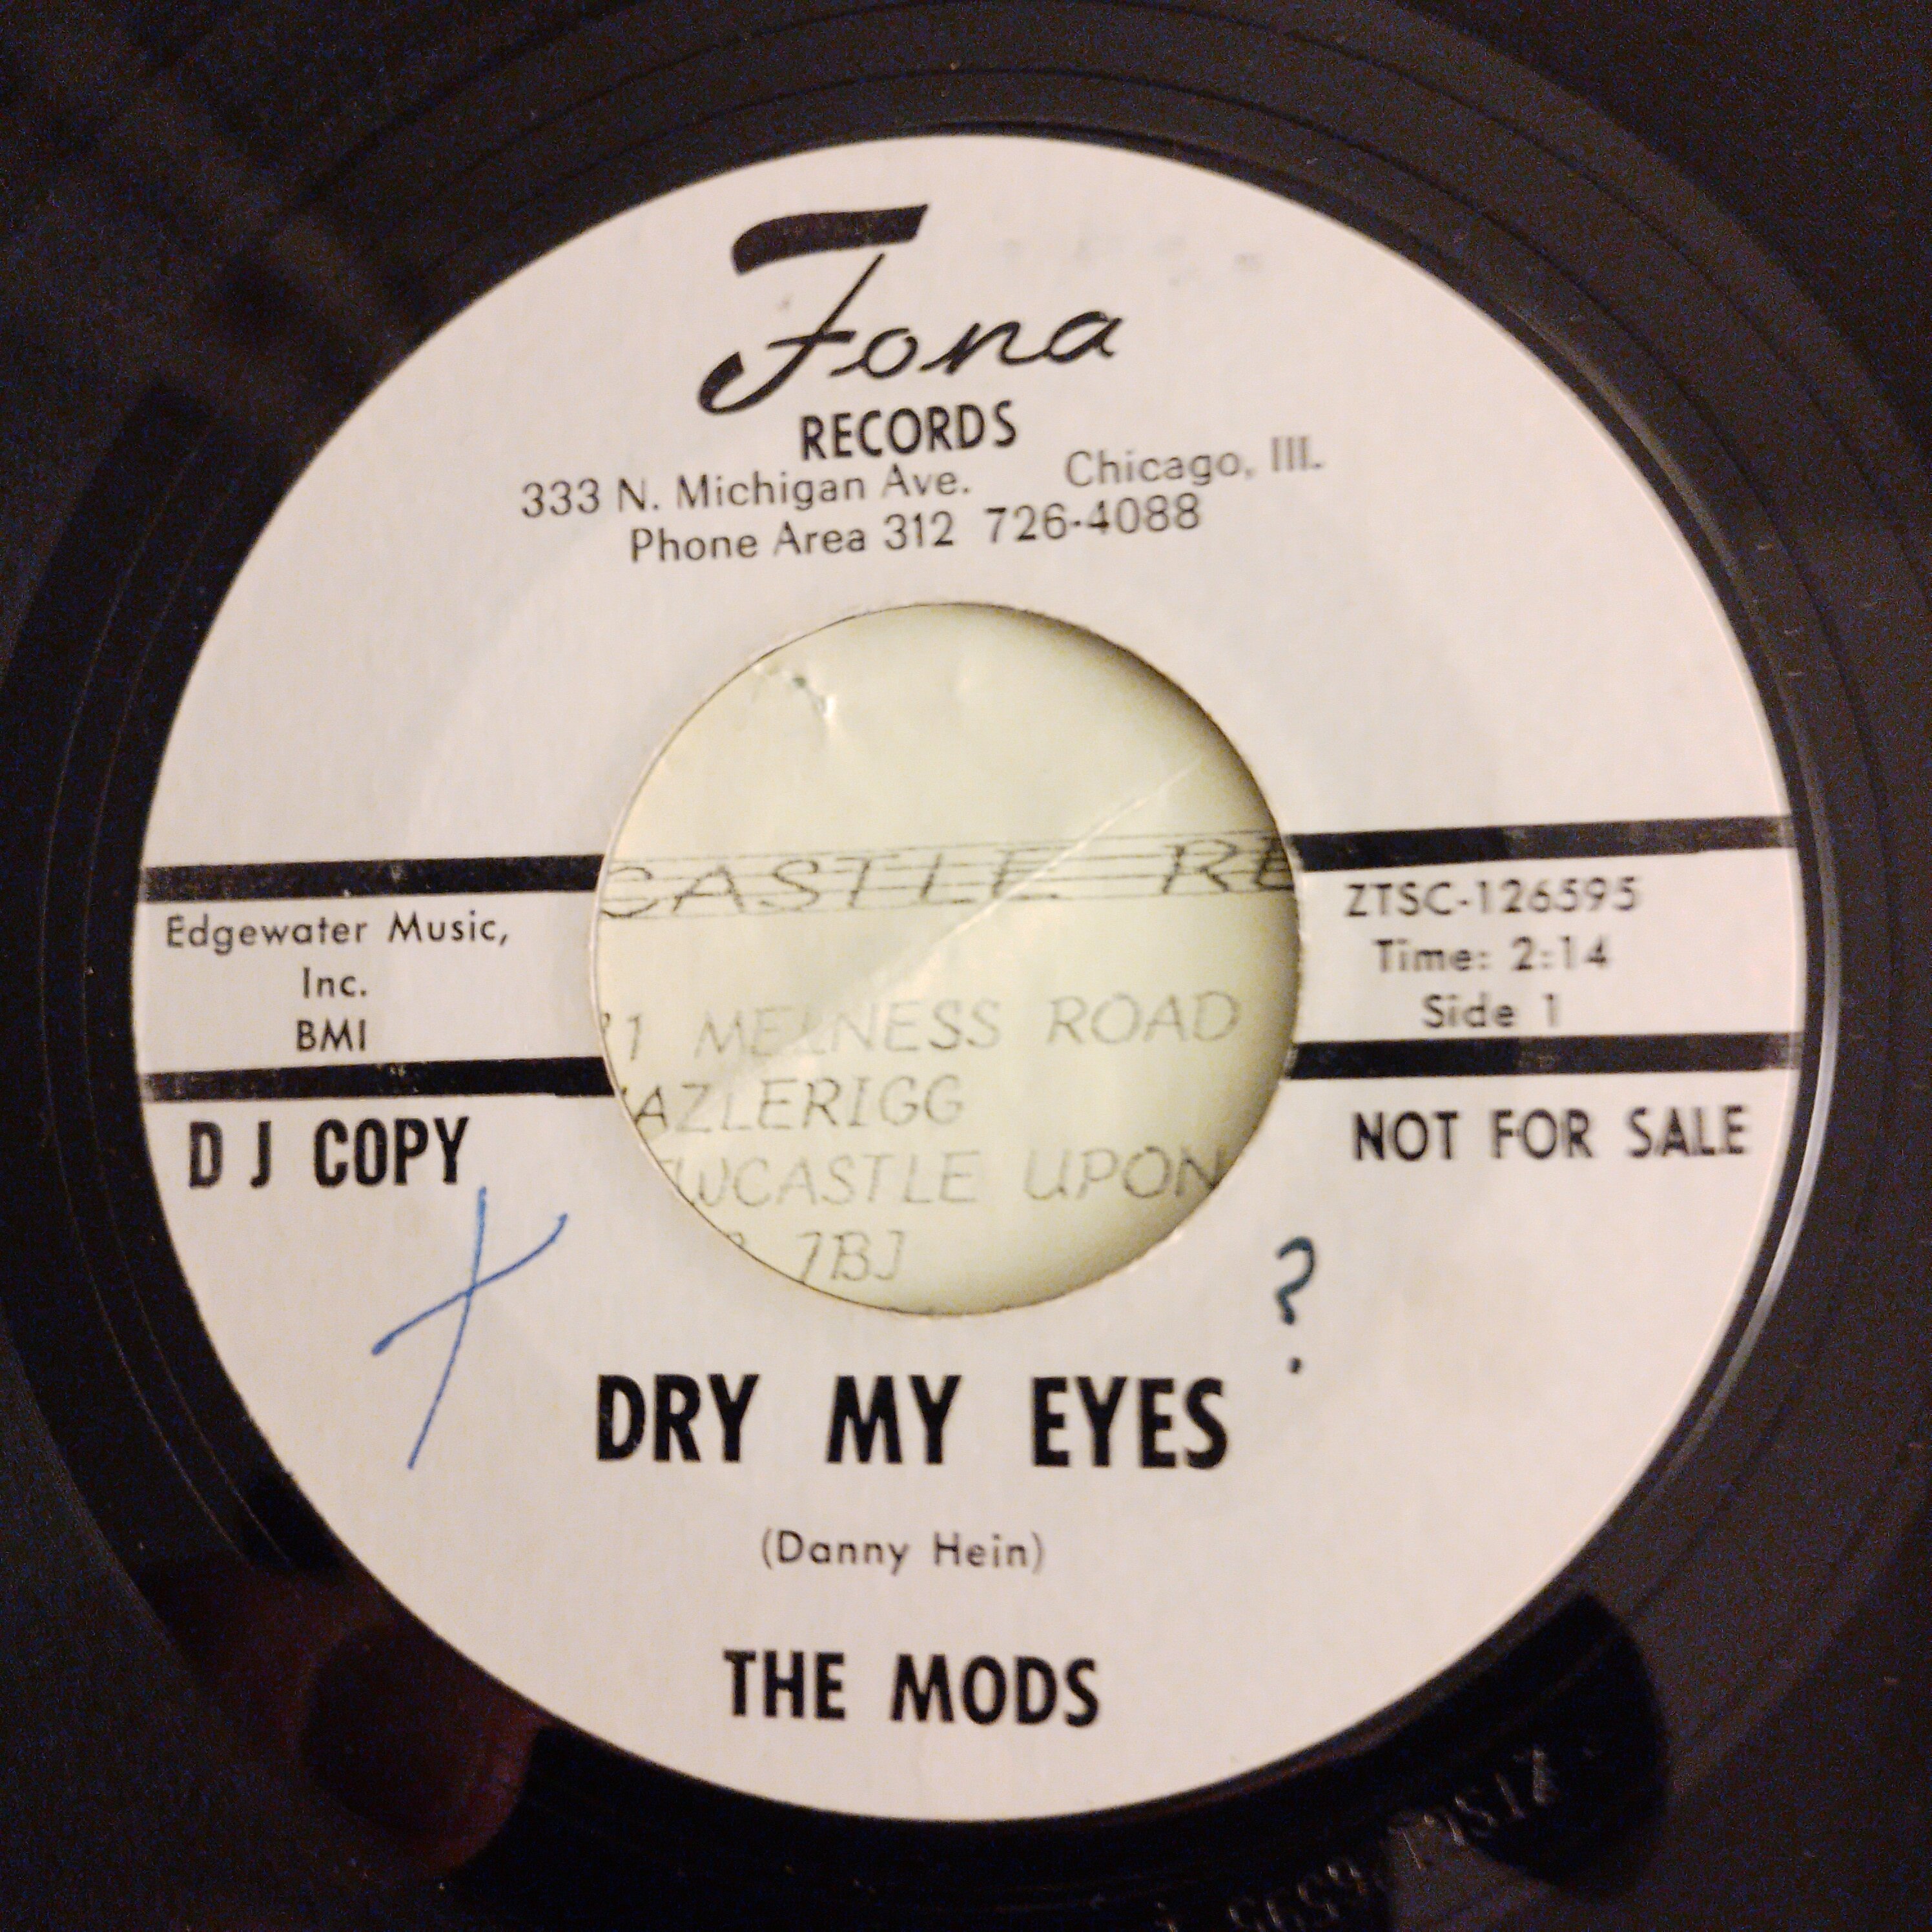 Fona
RECORDS
333 N. Michigan Ave. Chicago, Ill.
Phone Area 312 726-4088
CASTLE RE
1 MELNESS ROAD
AZLERIGG
WCASTLE UPON
7BJ
Edgewater Music,
Inc.
BMI
ZTSC-126595
Time: 2:14
Side 1
D J COPY
NOT FOR SALE
?
DRY MY EYES
(Danny Hein)
THE MODS